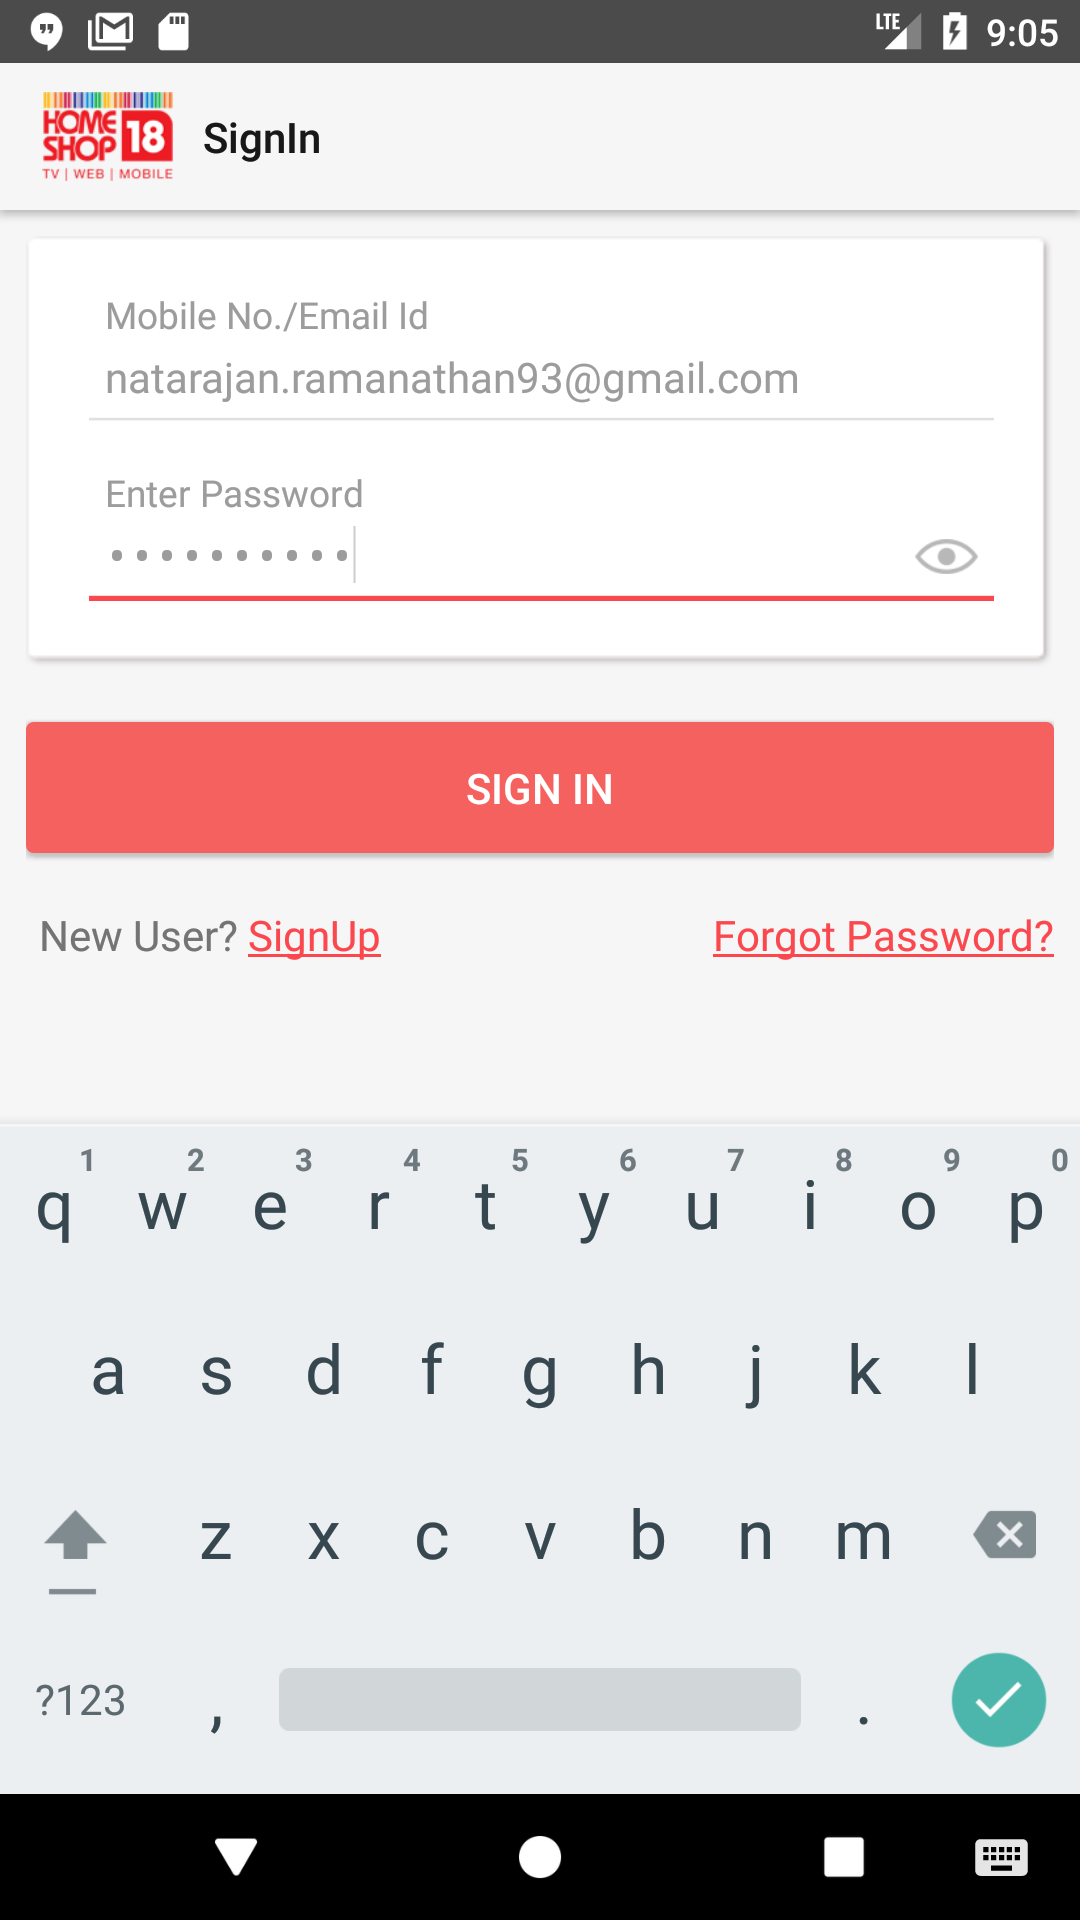 LTE 9:05
HOME SHOP 18
TV | WEB | MOBILE
SignIn
Mobile No./Email Id
natarajan.ramanathan93@gmail.com
Enter Password
••••••••••
SIGN IN
New User? SignUp Forgot Password?
1 2 3 4 5 6 7 8 9 0
q w e r t y u i o p
a s d f g h j k l
z x c v b n m
?123 , .